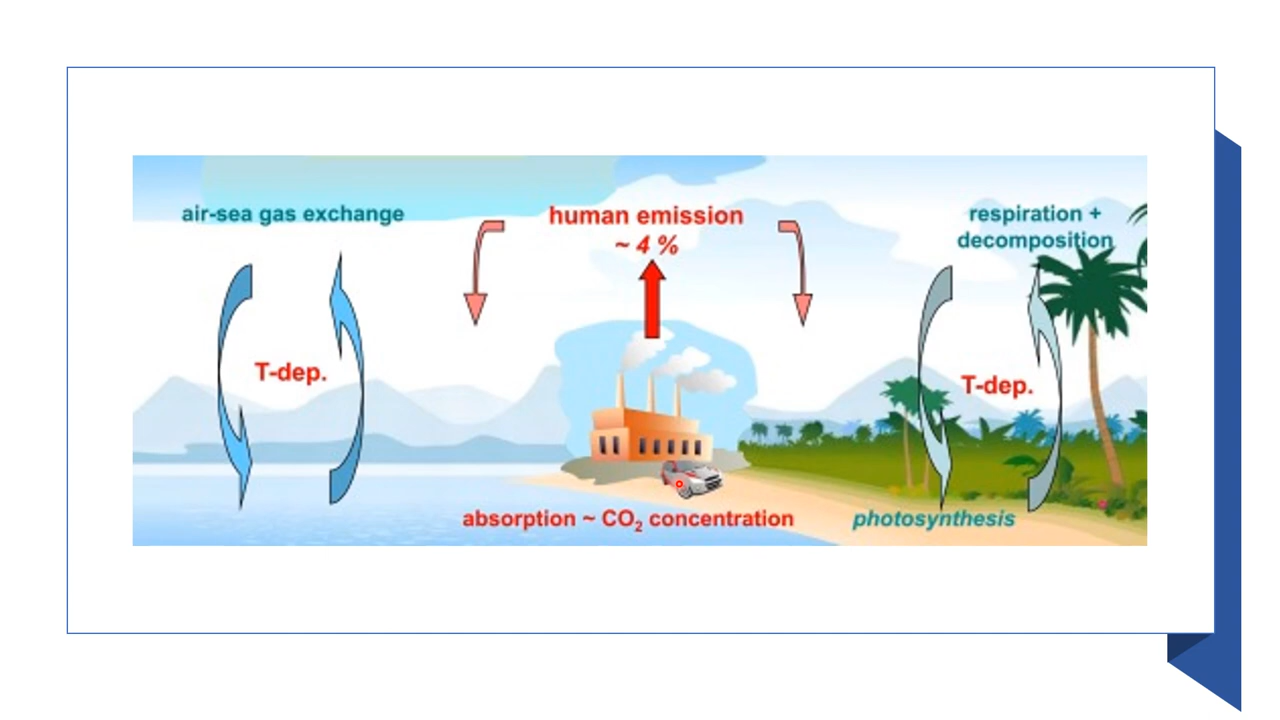 air-sea gas exchange
human emission
~ 4 %
respiration +
decomposition
T-dep.
T-dep.
absorption ~ CO₂ concentration
photosynthesis